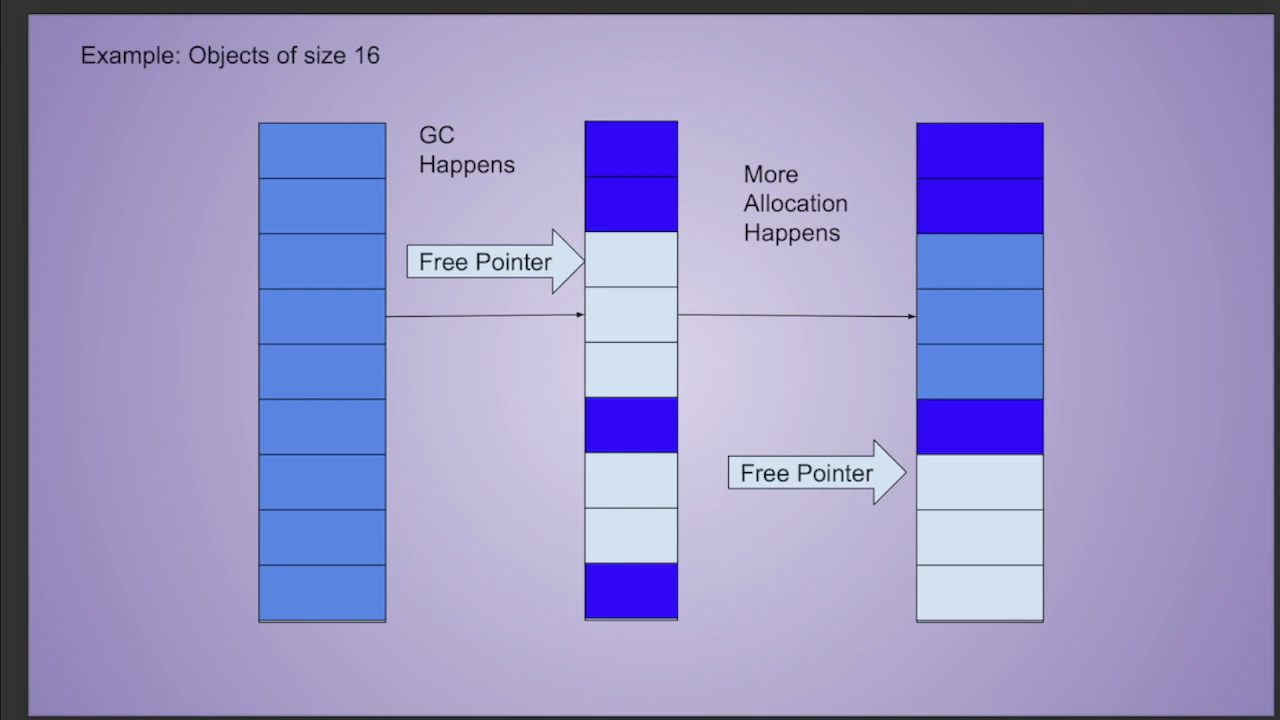 Example: Objects of size 16
GC
Happens
Free Pointer
More
Allocation
Happens
Free Pointer